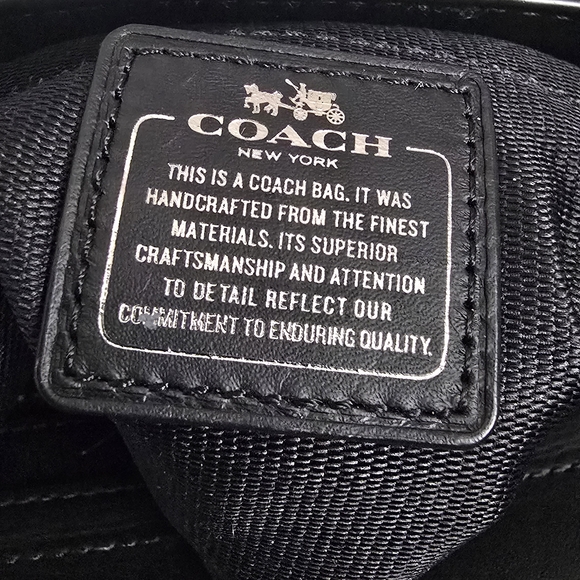 COACH
NEW YORK
THIS IS A COACH BAG. IT WAS
HANDCRAFTED FROM THE FINEST
MATERIALS. ITS SUPERIOR
CRAFTSMANSHIP AND ATTENTION
TO DETAIL REFLECT OUR
COMMITMENT TO ENDURING QUALITY.